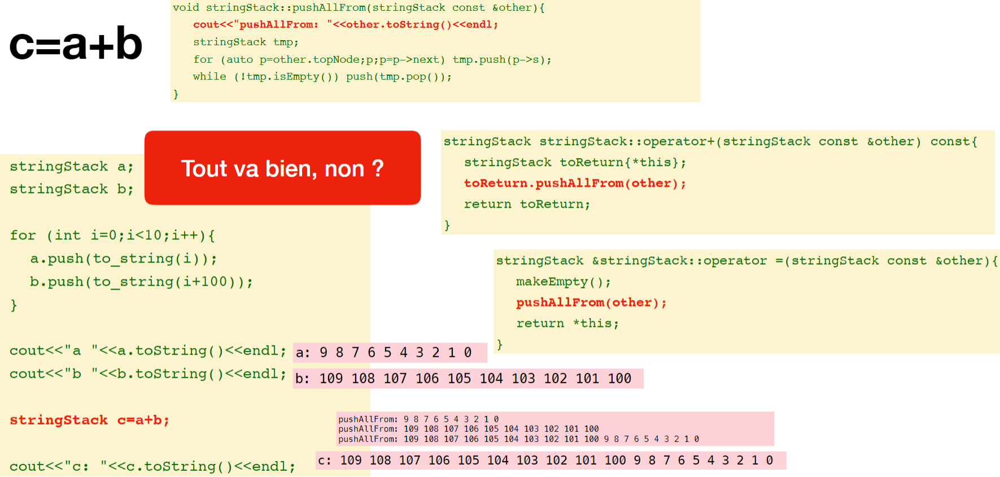 c=a+b
void stringStack::pushAllFrom(stringStack const &other){
cout<<"pushAllFrom: "<<other.toString()<<endl;
stringStack tmp;
for (auto p=other.topNode;p;p=p->next) tmp.push(p->s);
while (!tmp.isEmpty()) push(tmp.pop());
}
Tout va bien, non ?
stringStack stringStack::operator+(stringStack const &other) const{
stringStack toReturn{*this};
toReturn.pushAllFrom(other);
return toReturn;
}
stringStack &stringStack::operator =(stringStack const &other){
makeEmpty();
pushAllFrom(other);
return *this;
}
stringStack a;
stringStack b;
for (int i=0;i<10;i++){
a.push(to_string(i));
b.push(to_string(i+100));
}
cout<<"a "<<a.toString()<<endl;
a: 9 8 7 6 5 4 3 2 1 0
cout<<"b "<<b.toString()<<endl;
b: 109 108 107 106 105 104 103 102 101 100
stringStack c=a+b;
pushAllFrom: 9 8 7 6 5 4 3 2 1 0
pushAllFrom: 109 108 107 106 105 104 103 102 101 100
pushAllFrom: 109 108 107 106 105 104 103 102 101 100 9 8 7 6 5 4 3 2 1 0
cout<<"c: "<<c.toString()<<endl;
c: 109 108 107 106 105 104 103 102 101 100 9 8 7 6 5 4 3 2 1 0